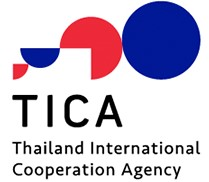 TICA
Thailand International
Cooperation Agency